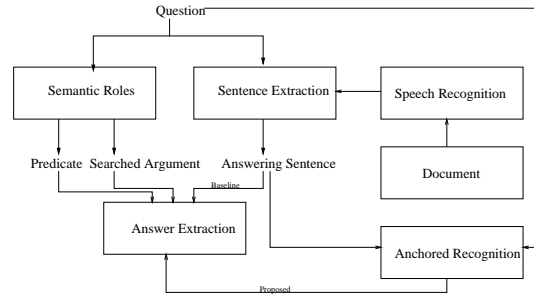 Question
Semantic Roles
Sentence Extraction
Speech Recognition
Predicate
Searched Argument
Answering Sentence
Document
Baseline
Answer Extraction
Anchored Recognition
Proposed